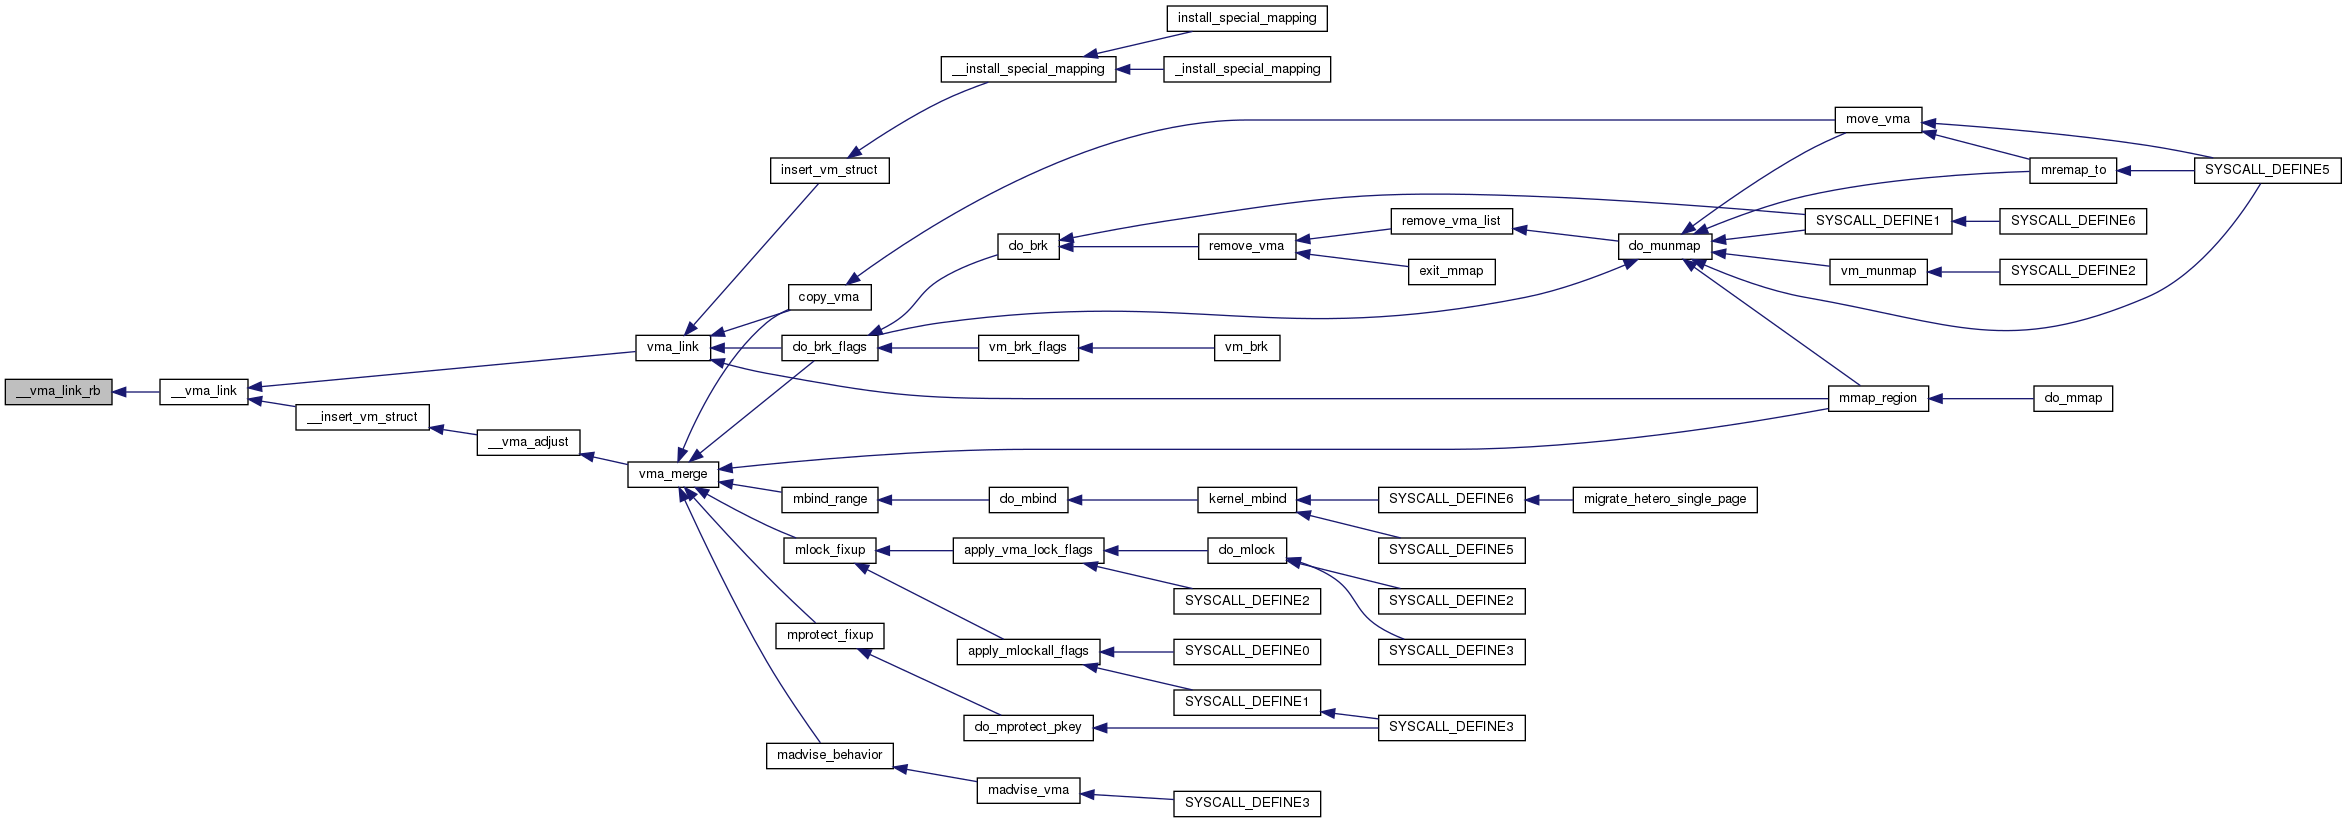 install_special_mapping
__install_special_mapping
_install_special_mapping
move_vma
insert_vm_struct
mremap_to
SYSCALL_DEFINE5
remove_vma_list
SYSCALL_DEFINE1
SYSCALL_DEFINE6
do_brk
remove_vma
do_munmap
exit_mmap
vm_munmap
SYSCALL_DEFINE2
copy_vma
vma_link
do_brk_flags
vm_brk_flags
vm_brk
__vma_link_rb
__vma_link
mmap_region
do_mmap
__insert_vm_struct
__vma_adjust
vma_merge
mbind_range
do_mbind
kernel_mbind
SYSCALL_DEFINE6
migrate_hetero_single_page
mlock_fixup
apply_vma_lock_flags
do_mlock
SYSCALL_DEFINE5
SYSCALL_DEFINE2
SYSCALL_DEFINE2
mprotect_fixup
apply_mlockall_flags
SYSCALL_DEFINE0
SYSCALL_DEFINE3
SYSCALL_DEFINE1
do_mprotect_pkey
SYSCALL_DEFINE3
madvise_behavior
madvise_vma
SYSCALL_DEFINE3